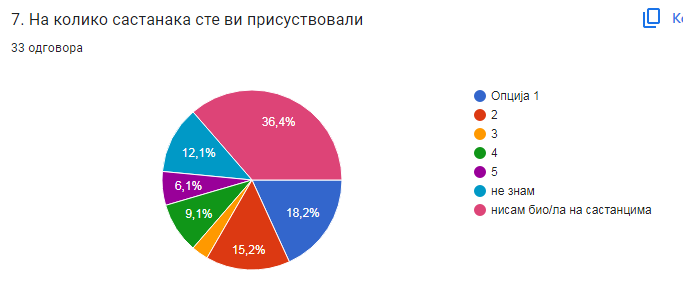 7. На колико састанака сте ви присуствовали
33 одговора
Опција 1
2
3
4
5
не знам
нисам био/ла на састанцима
36,4%
12,1%
6,1%
9,1%
15,2%
18,2%